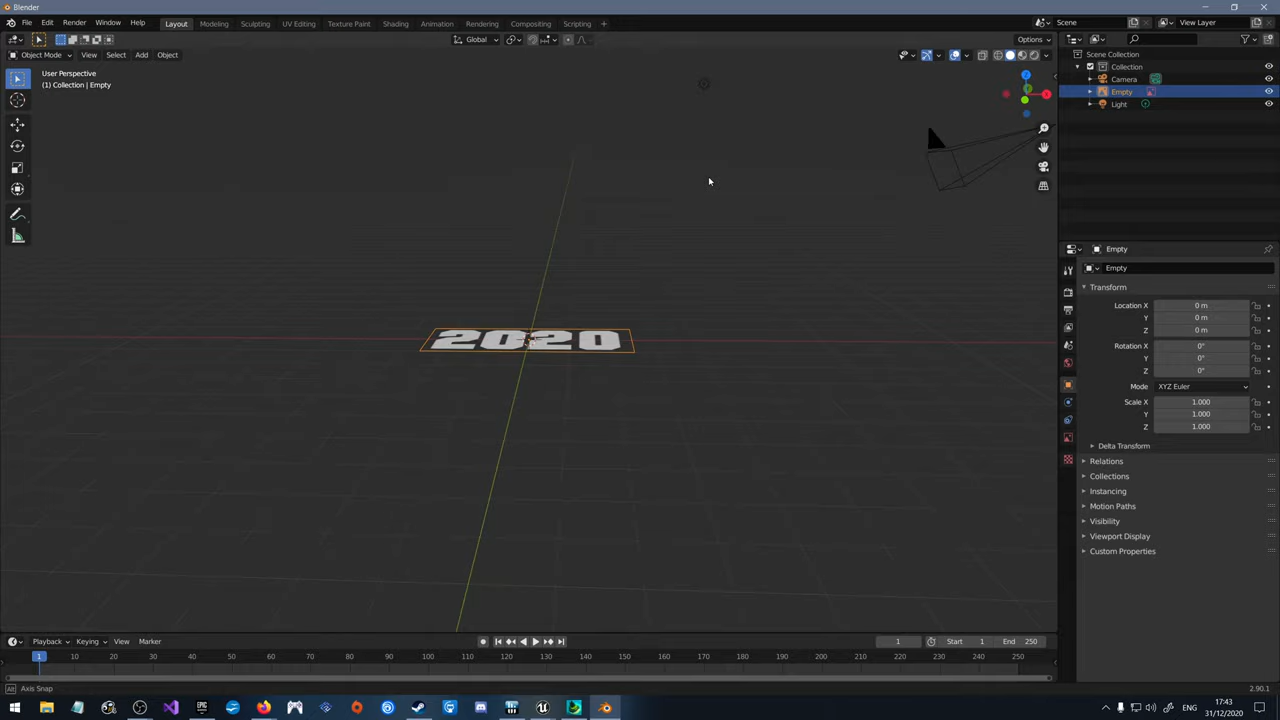 Blender
File Edit Render Window Help
Layout Modeling Sculpting UV Editing Texture Paint Shading Animation Rendering Compositing Scripting +
Scene
View Layer
Global
Options
Object Mode View Select Add Object
User Perspective
(1) Collection | Empty
2020
Scene Collection
Collection
Camera
Empty
Light
Empty
Empty
Transform
Location X 0 m
Y 0 m
Z 0 m
Rotation X 0°
Y 0°
Z 0°
Mode XYZ Euler
Scale X 1.000
Y 1.000
Z 1.000
Delta Transform
Relations
Collections
Instancing
Motion Paths
Visibility
Viewport Display
Custom Properties
Playback Keying View Marker
1 Start 1 End 250
1 10 20 30 40 50 60 70 80 90 100 110 120 130 140 150 160 170 180 190 200 210 220 230 240 250
Axis Snap
2.90.1
ENG
17:43
31/12/2020